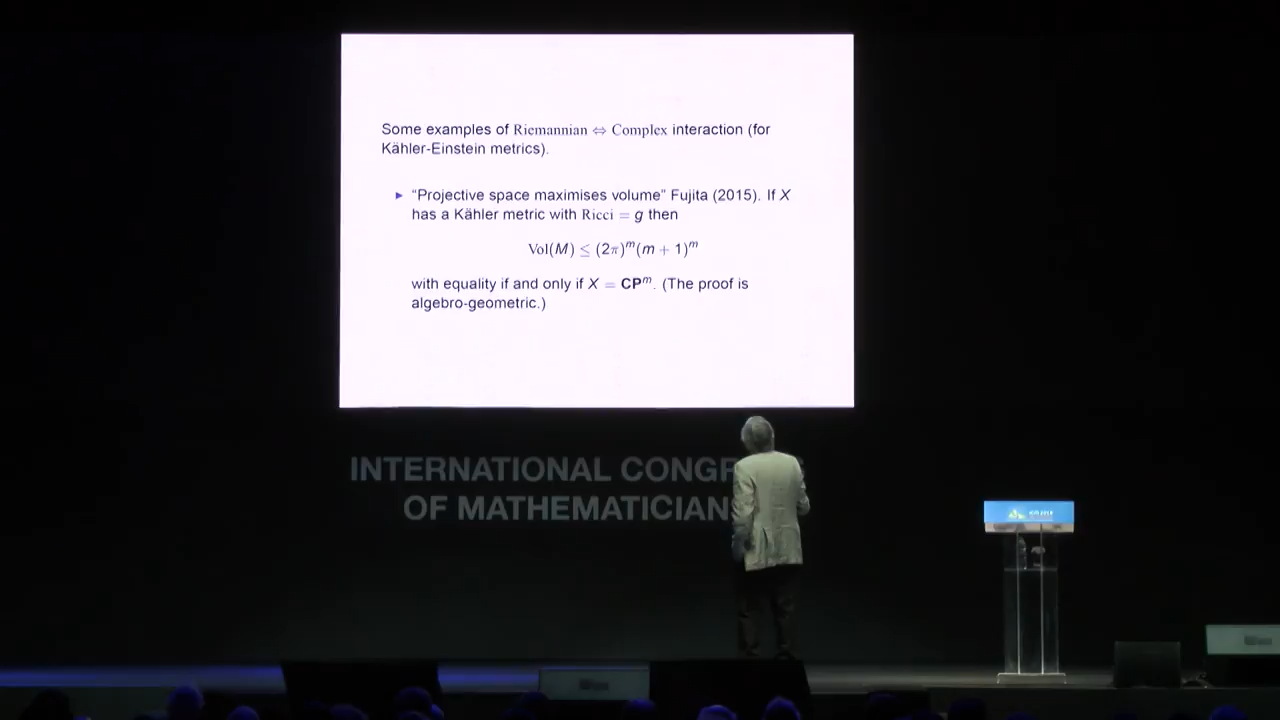 Some examples of Riemannian ⇔ Complex interaction (for
Kähler-Einstein metrics).
► “Projective space maximises volume” Fujita (2015). If X
has a Kähler metric with Ricci = g then
Vol(M) ≤ (2π)^m(m + 1)^m
with equality if and only if X = CP^m. (The proof is
algebro-geometric.)
INTERNATIONAL
OF MATHEMATICIANS